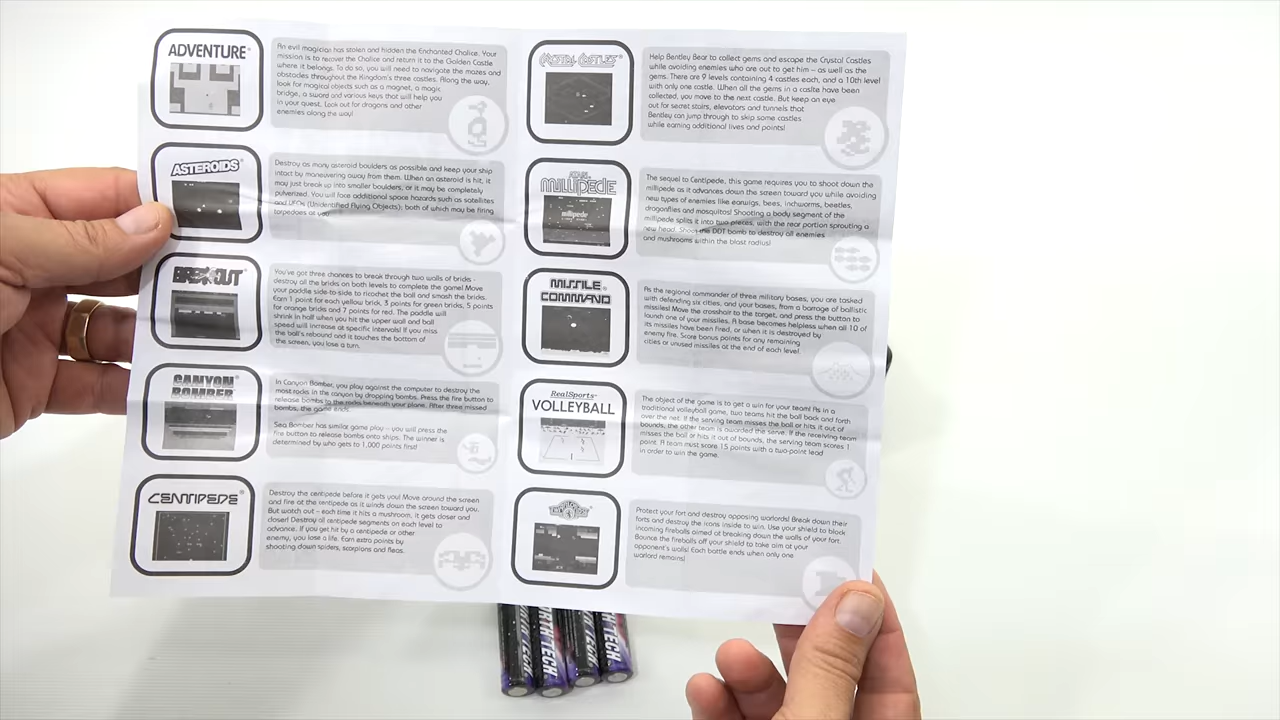 ADVENTURE®
An evil magician has stolen and hidden the Enchanted Chalice. Your
mission is to recover the Chalice and return it to the Golden Castle
where it belongs. To do so, you will need to navigate the mazes and
obstacles throughout the Kingdom's three castles. Along the way,
look for magical objects such as a magnet, a magic
bridge, a sword and various keys that will help you
in your quest. Look out for dragons and other
enemies along the way!
ASTEROIDS®
Destroy as many asteroid boulders as possible and keep your ship
intact by maneuvering away from them. When an asteroid is hit, it
may just break up into smaller boulders, or it may be completely
pulverized. You will face additional space hazards such as satellites
and UFOs (Unidentified Flying Objects); both of which may be firing
torpedoes at you.
BREAKOUT®
You've got three chances to break through two walls of bricks -
destroy all the bricks on both levels to complete the game! Move
your paddle side-to-side to ricochet the ball and smash the bricks.
Earn 1 point for each yellow brick, 3 points for green bricks, 5 points
for orange bricks and 7 points for red. The paddle will
shrink in half when you hit the upper wall and ball
speed will increase at specific intervals! If you miss
the ball's rebound and it touches the bottom of
the screen, you lose a turn.
CANYON
BOMBER®
In Canyon Bomber, you play against the computer to destroy the
most rocks in the canyon by dropping bombs. Press the fire button to
release bombs to the rocks beneath your plane. After three missed
bombs, the game ends.
Sea Bomber has similar game play – you will press the
fire button to release bombs onto ships. The winner is
determined by who gets to 1,000 points first!
CENTIPEDE®
Destroy the centipede before it gets you! Move around the screen
and fire at the centipede as it winds down the screen toward you.
But watch out – each time it hits a mushroom, it gets closer and
closer! Destroy all centipede segments on each level to
advance. If you get hit by a centipede or other
enemy, you lose a life. Earn extra points by
shooting down spiders, scorpions and fleas.
CRYSTAL CASTLES®
Help Bentley Bear to collect gems and escape the Crystal Castles
while avoiding enemies who are out to get him – as well as the
gems. There are 9 levels containing 4 castles each, and a 10th level
with only one castle. When all the gems in a caslte have been
collected, you move to the next castle. But keep an eye
out for secret stairs, elevators and tunnels that
Bentley can jump through to skip some castles
while earning additional lives and points!
ATARI
MILLIPEDE
millipede
The sequel to Centipede, this game requires you to shoot down the
millipede as it advances down the screen toward you while avoiding
new types of enemies like earwigs, bees, inchworms, beetles,
dragonflies and mosquitos! Shooting a body segment of the
millipede splits it into two pieces, with the rear portion sprouting a
new head. Shoot the DDT bomb to destroy all enemies
and mushrooms within the blast radius!
MISSILE
COMMAND®
As the regional commander of three military bases, you are tasked
with defending six cities, and your bases, from a barrage of ballistic
missiles! Move the crosshair to the target, and press the button to
launch one of your missiles. A base becomes helpless when all 10 of
its missiles have been fired, or when it is destroyed by
enemy fire. Score bonus points for any remaining
cities or unused missiles at the end of each level.
RealSports®
VOLLEYBALL
The object of the game is to get a win for your team! As in a
traditional volleyball game, two teams hit the ball back and forth
over the net. If the serving team misses the ball or hits it out of
bounds, the other team is awarded the serve. If the receiving team
misses the ball or hits it out of bounds, the serving team scores 1
point. A team must score 15 points with a two-point lead
in order to win the game.
Protect your fort and destroy opposing warlords! Break down their
forts and destroy the icons inside to win. Use your shield to block
incoming fireballs aimed at breaking down the walls of your fort.
Bounce the fireballs off your shield to take aim at your
opponent's walls! Each battle ends when only one
warlord remains!
TECH
TECH